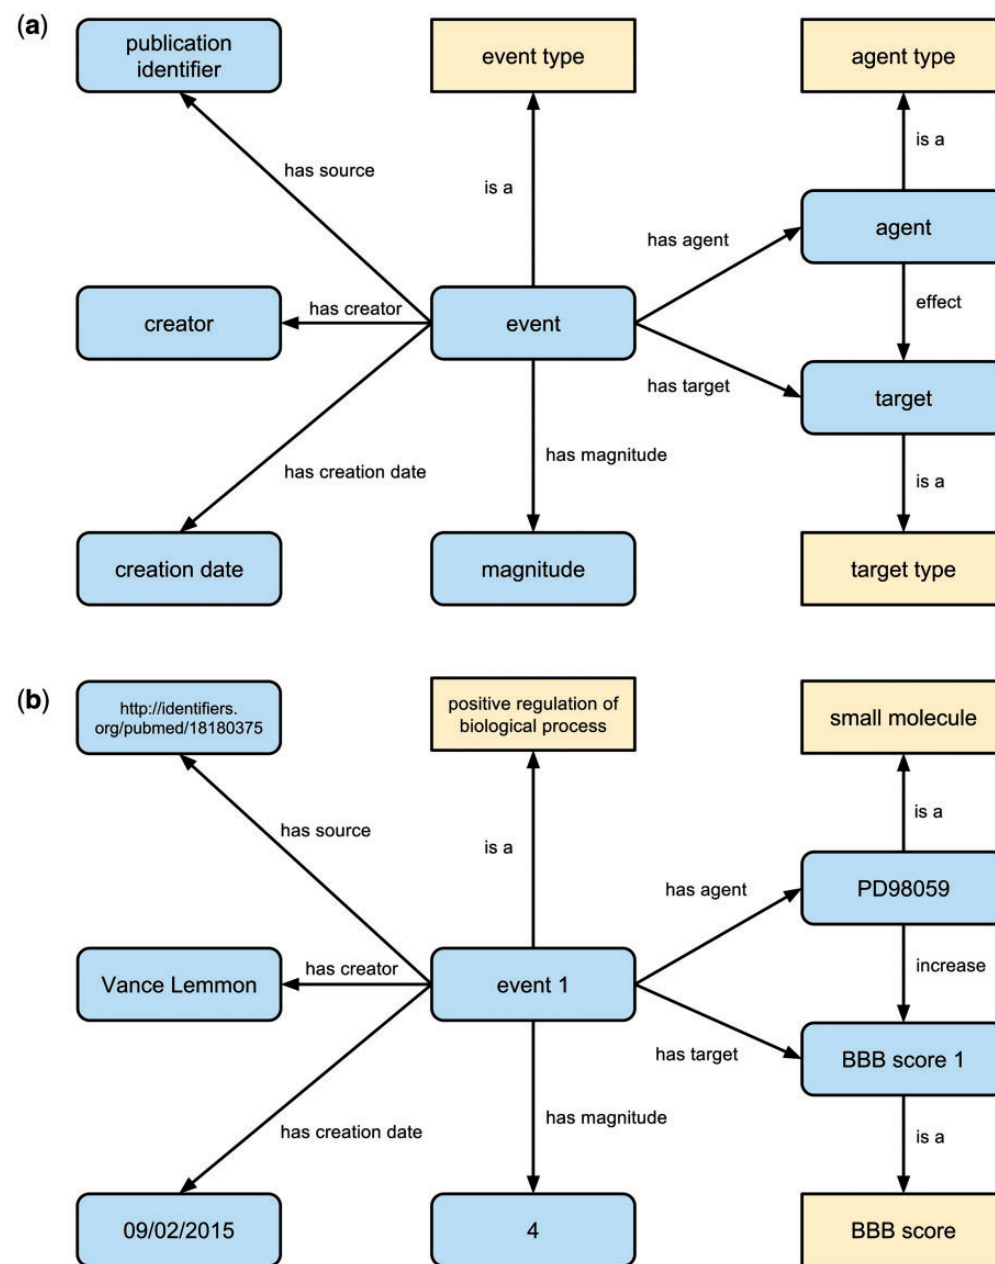 (a)
publication
identifier
event type
agent type
has source
is a
is a
has agent
agent
creator
has creator
event
effect
has target
target
has creation date
has magnitude
is a
creation date
magnitude
target type
(b)
http://identifiers.
org/pubmed/18180375
positive regulation of
biological process
small molecule
has source
is a
is a
has agent
PD98059
Vance Lemmon
has creator
event 1
increase
has target
BBB score 1
has creation date
has magnitude
is a
09/02/2015
4
BBB score